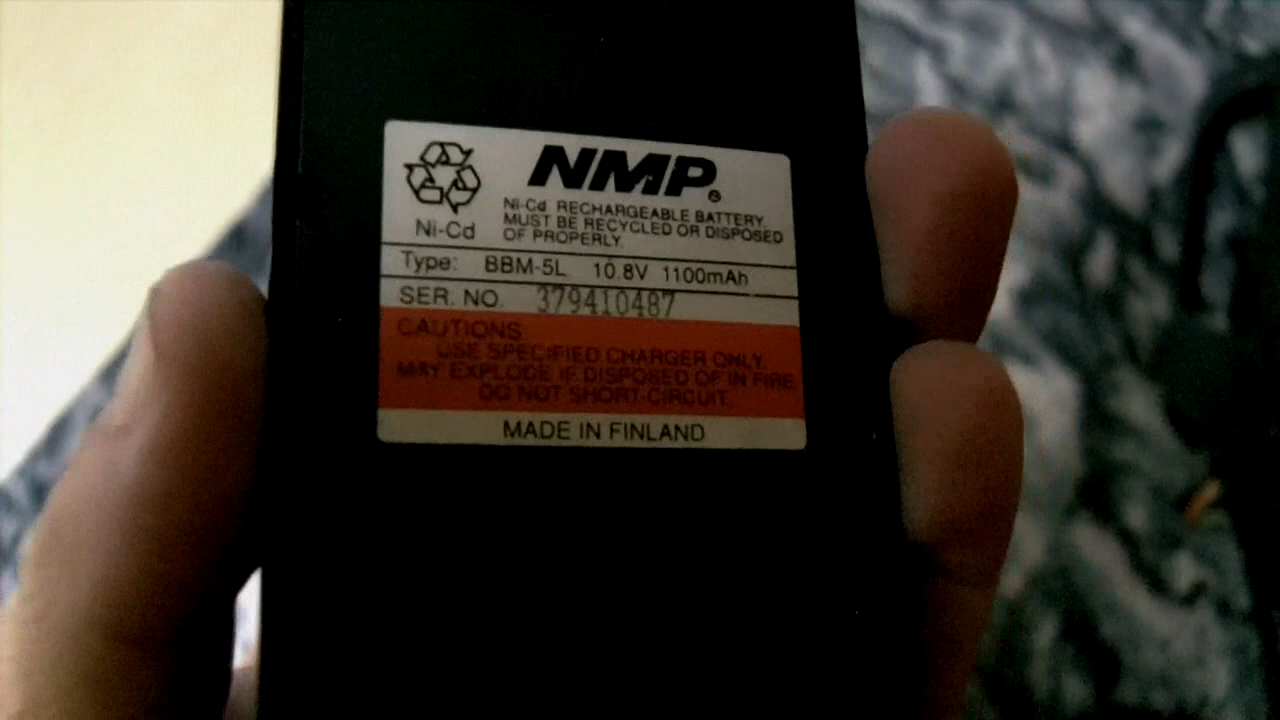 NMP®
Ni-Cd RECHARGEABLE BATTERY.
MUST BE RECYCLED OR DISPOSED
OF PROPERLY.
Ni-Cd
Type: BBM-5L 10.8V 1100mAh
SER. NO. 379410487
CAUTIONS:
USE SPECIFIED CHARGER ONLY.
MAY EXPLODE IF DISPOSED OF IN FIRE
DO NOT SHORT-CIRCUIT.
MADE IN FINLAND